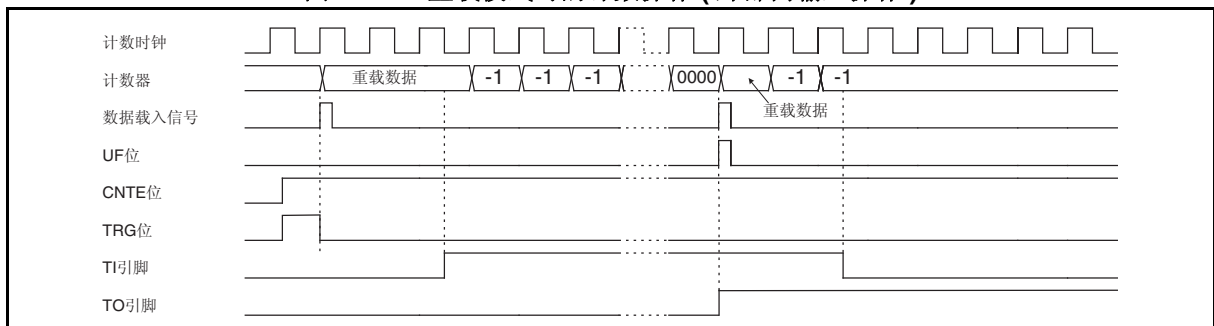 计数时钟
计数器 重载数据 -1 -1 -1 0000 -1 -1
重载数据
数据载入信号
UF位
CNTE位
TRG位
TI引脚
TO引脚